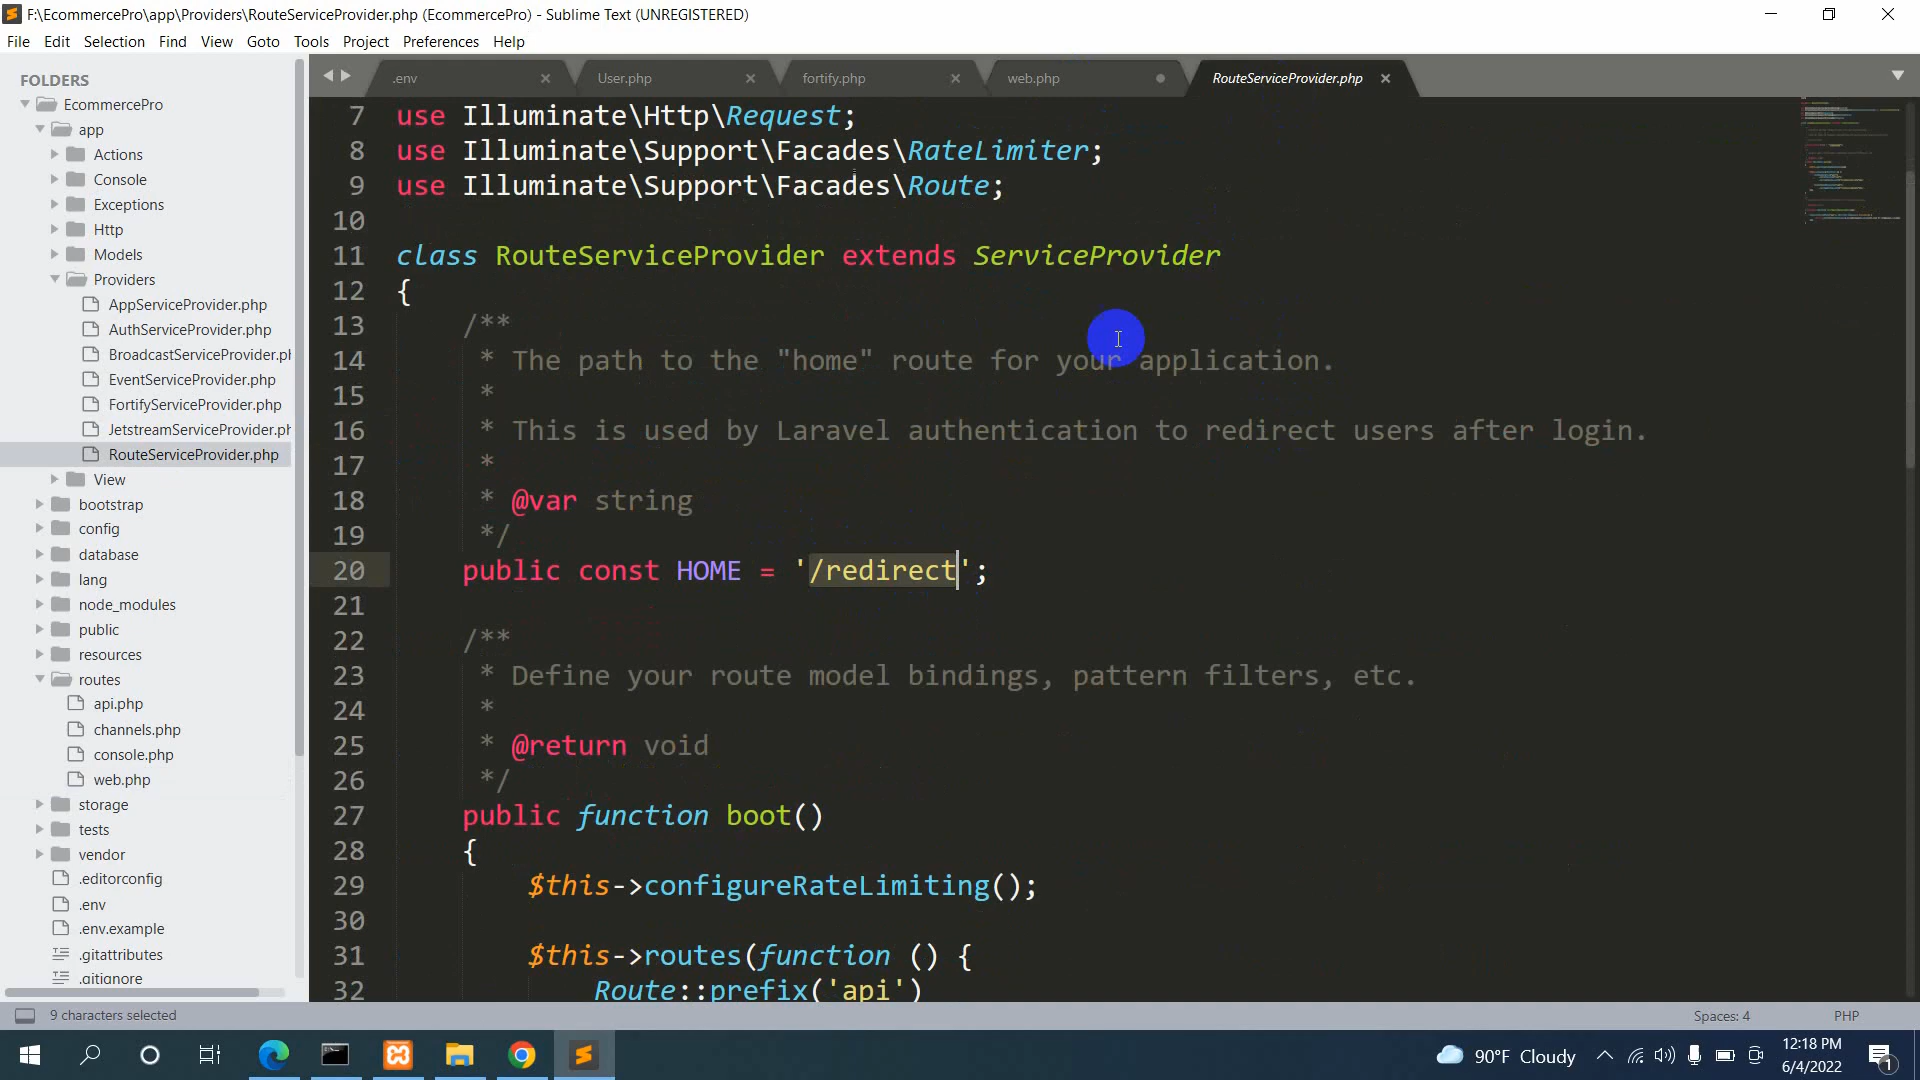 F:\EcommercePro\app\Providers\RouteServiceProvider.php (EcommercePro) - Sublime Text (UNREGISTERED)
File Edit Selection Find View Goto Tools Project Preferences Help
FOLDERS
EcommercePro
app
Actions
Console
Exceptions
Http
Models
Providers
AppServiceProvider.php
AuthServiceProvider.php
BroadcastServiceProvider.pl
EventServiceProvider.php
FortifyServiceProvider.php
JetstreamServiceProvider.pl
RouteServiceProvider.php
View
bootstrap
config
database
lang
node_modules
public
resources
routes
api.php
channels.php
console.php
web.php
storage
tests
vendor
.editorconfig
.env
.env.example
.gitattributes
.gitignore
.env User.php fortify.php web.php RouteServiceProvider.php
7 use Illuminate\Http\Request;
8 use Illuminate\Support\Facades\RateLimiter;
9 use Illuminate\Support\Facades\Route;
10
11 class RouteServiceProvider extends ServiceProvider
12 {
13 /**
14 * The path to the "home" route for your application.
15 *
16 * This is used by Laravel authentication to redirect users after login.
17 *
18 * @var string
19 */
20 public const HOME = '/redirect';
21
22 /**
23 * Define your route model bindings, pattern filters, etc.
24 *
25 * @return void
26 */
27 public function boot()
28 {
29 $this->configureRateLimiting();
30
31 $this->routes(function () {
32 Route::prefix('api')
9 characters selected Spaces: 4 PHP
90°F Cloudy 12:18 PM
6/4/2022
1